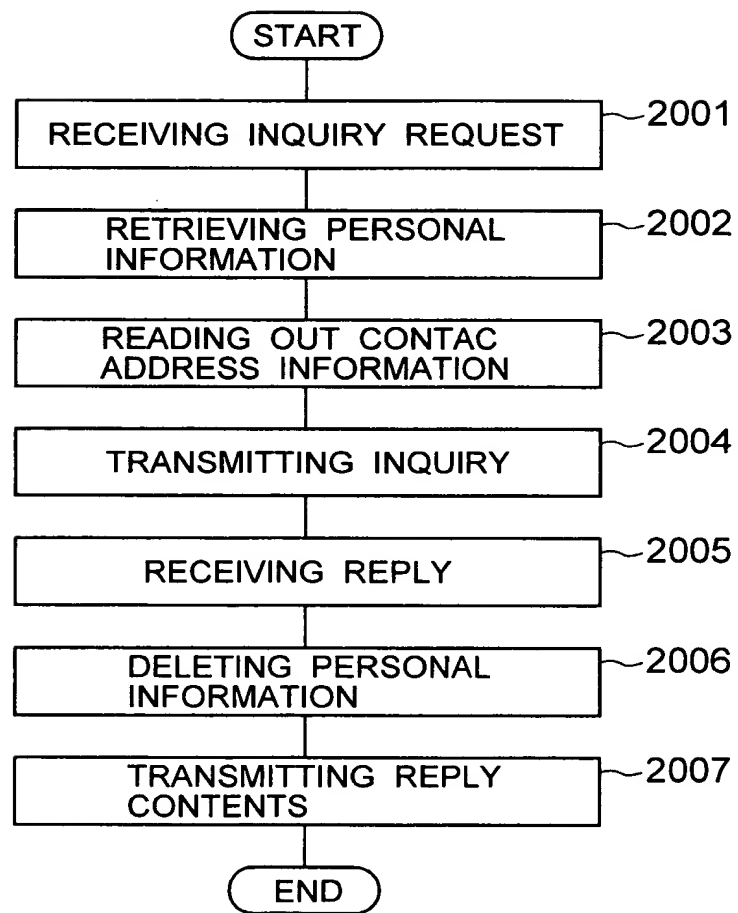 START
RECEIVING INQUIRY REQUEST
2001
RETRIEVING PERSONAL
INFORMATION
2002
READING OUT CONTAC
ADDRESS INFORMATION
2003
TRANSMITTING INQUIRY
2004
RECEIVING REPLY
2005
DELETING PERSONAL
INFORMATION
2006
TRANSMITTING REPLY
CONTENTS
2007
END